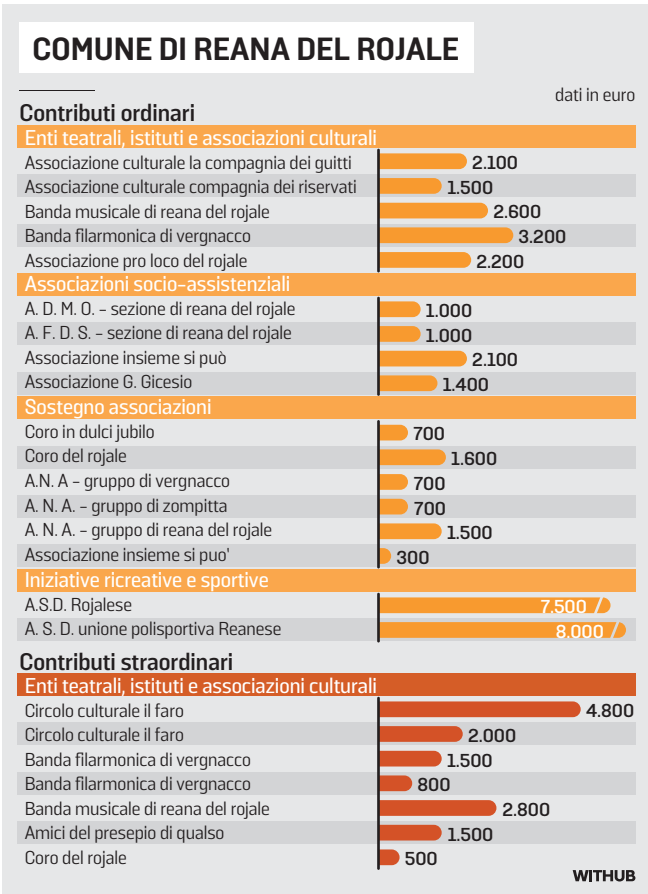 COMUNE DI REANA DEL ROJALE
dati in euro
Contributi ordinari
Enti teatrali, istituti e associazioni culturali
Associazione culturale la compagnia dei guitti 2.100
Associazione culturale compagnia dei riservati 1.500
Banda musicale di reana del rojale 2.600
Banda filarmonica di vergnacco 3.200
Associazione pro loco del rojale 2.200
Associazioni socio-assistenziali
A. D. M. O. - sezione di reana del rojale 1.000
A. F. D. S. - sezione di reana del rojale 1.000
Associazione insieme si può 2.100
Associazione G. Gicesio 1.400
Sostegno associazioni
Coro in dulci jubilo 700
Coro del rojale 1.600
A.N. A - gruppo di vergnacco 700
A. N. A. - gruppo di zompitta 700
A. N. A. - gruppo di reana del rojale 1.500
Associazione insieme si puo' 300
Iniziative ricreative e sportive
A.S.D. Rojalese 7.500
A. S. D. unione polisportiva Reanese 8.000
Contributi straordinari
Enti teatrali, istituti e associazioni culturali
Circolo culturale il faro 4.800
Circolo culturale il faro 2.000
Banda filarmonica di vergnacco 1.500
Banda filarmonica di vergnacco 800
Banda musicale di reana del rojale 2.800
Amici del presepio di qualso 1.500
Coro del rojale 500
WITHUB